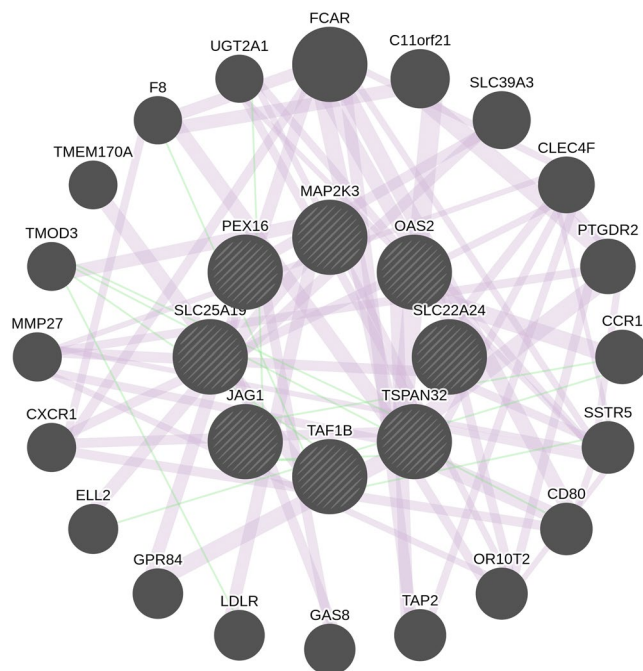 FCAR
UGT2A1
C11orf21
F8
SLC39A3
TMEM170A
CLEC4F
MAP2K3
TMOD3
PEX16
OAS2
PTGDR2
SLC25A19
SLC22A24
MMP27
CCR1
JAG1
TSPAN32
CXCR1
TAF1B
SSTR5
ELL2
CD80
GPR84
OR10T2
LDLR
TAP2
GAS8